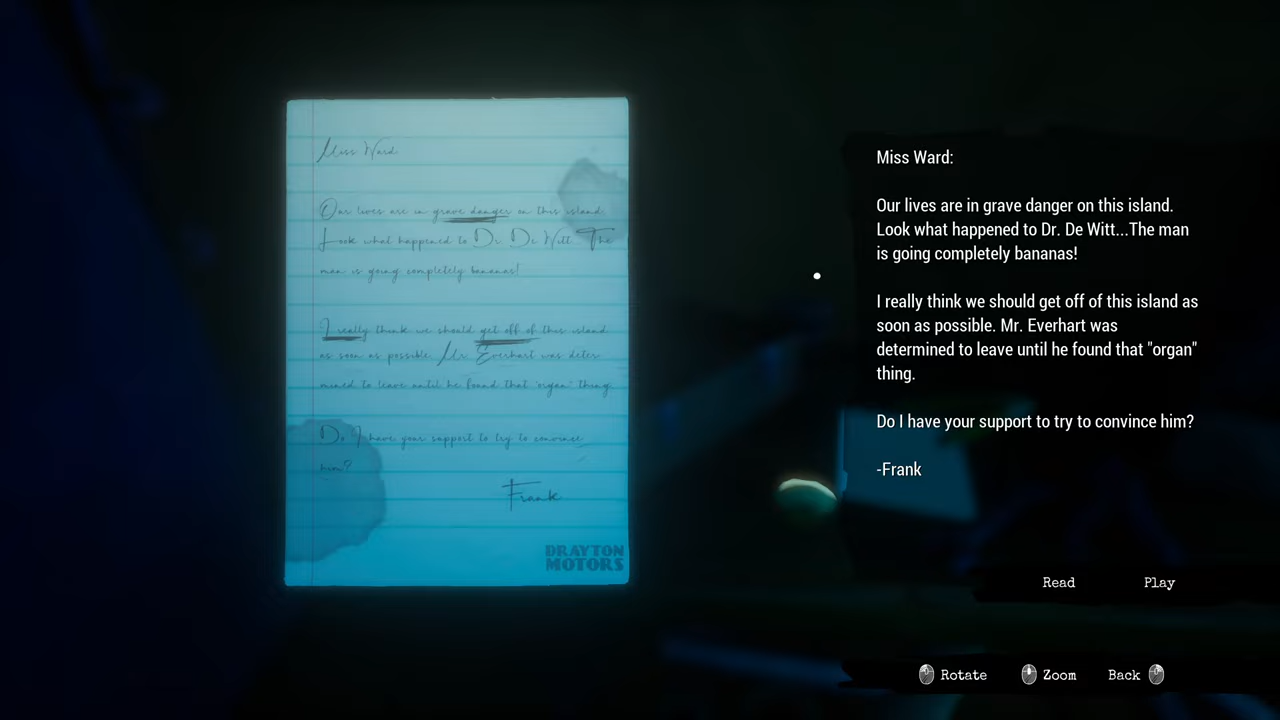 Miss Ward
Our lives are in grave danger on this island.
Look what happened to Dr. De Witt...The
man is going completely bananas!
I really think we should get off of this island
as soon as possible. Mr. Everhart was deter-
mined to leave until he found that "organ" thing.
Do I have your support to try to convince
him?
Frank
DRAYTON
MOTORS
Miss Ward:
Our lives are in grave danger on this island.
Look what happened to Dr. De Witt...The man
is going completely bananas!
I really think we should get off of this island as
soon as possible. Mr. Everhart was
determined to leave until he found that "organ"
thing.
Do I have your support to try to convince him?
-Frank
Read Play
Rotate Zoom Back